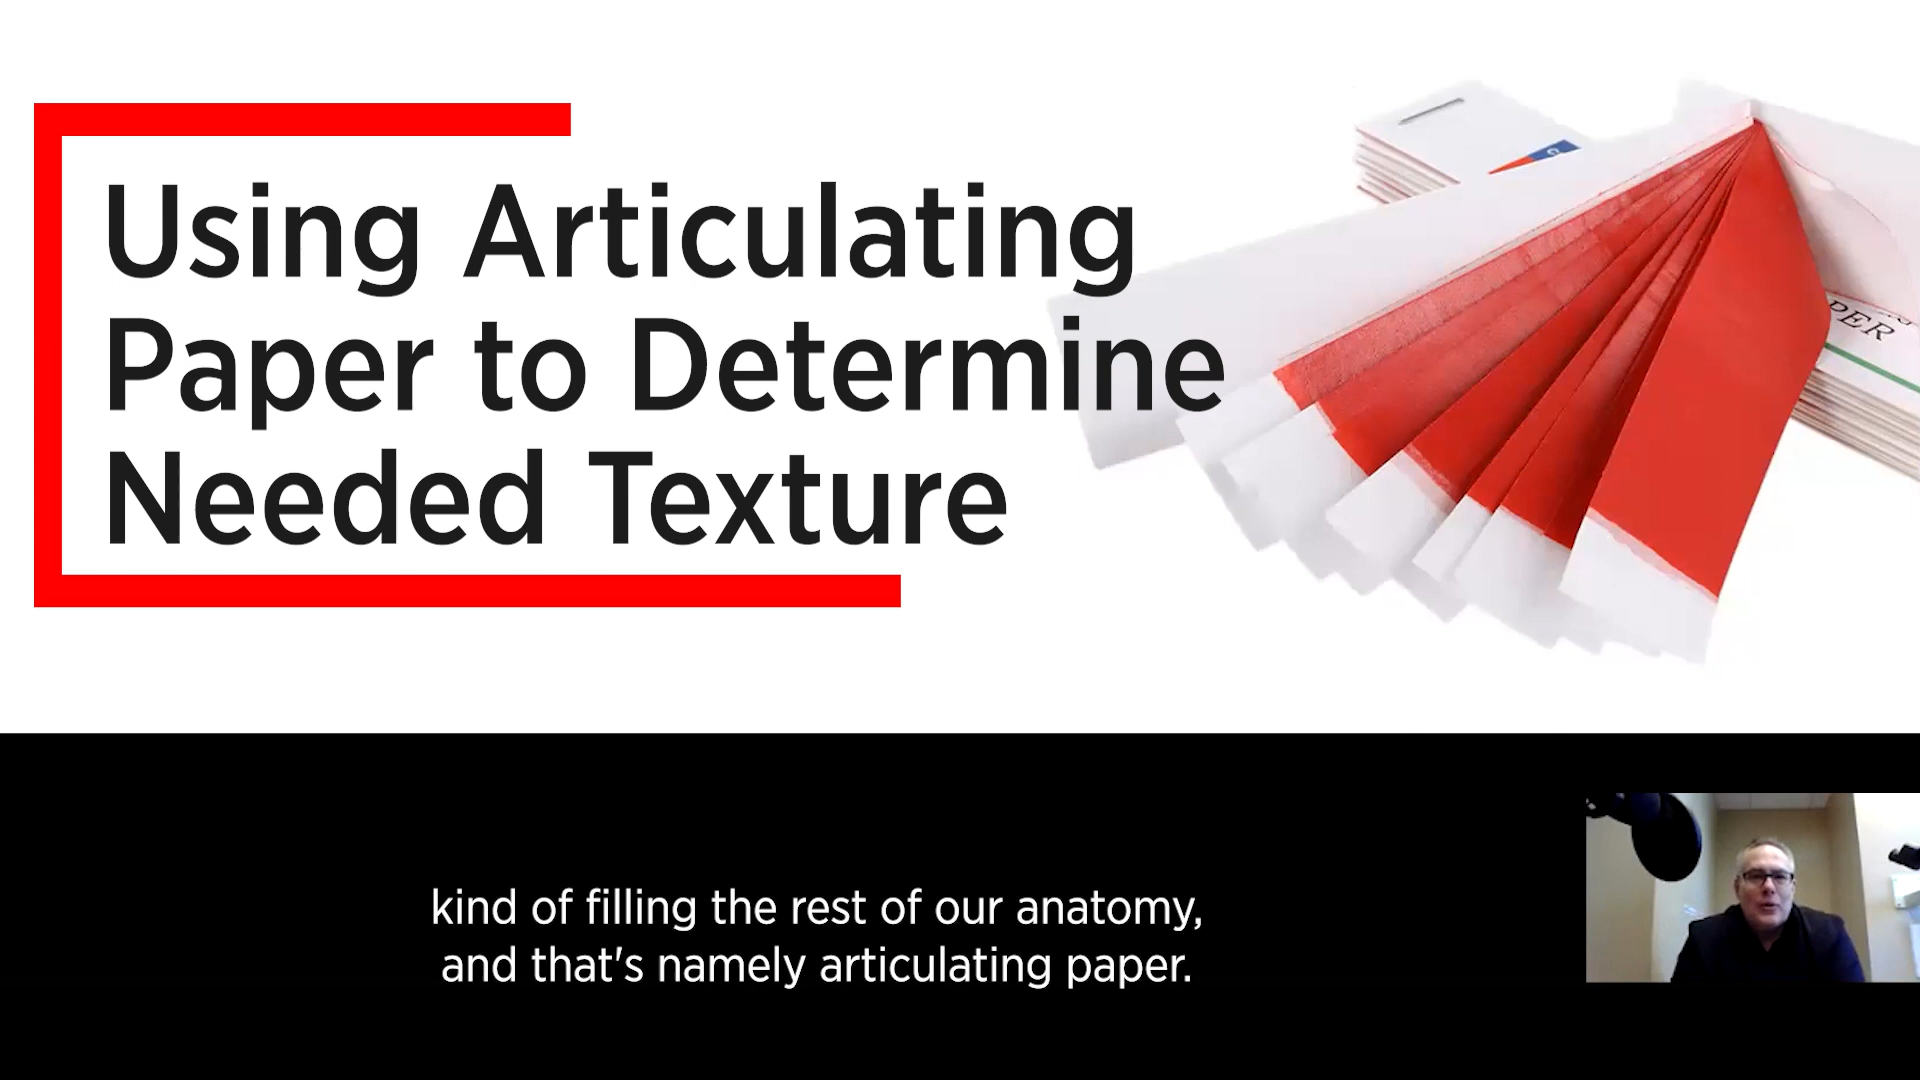 Using Articulating
Paper to Determine
Needed Texture
PER
kind of filling the rest of our anatomy,
and that's namely articulating paper.